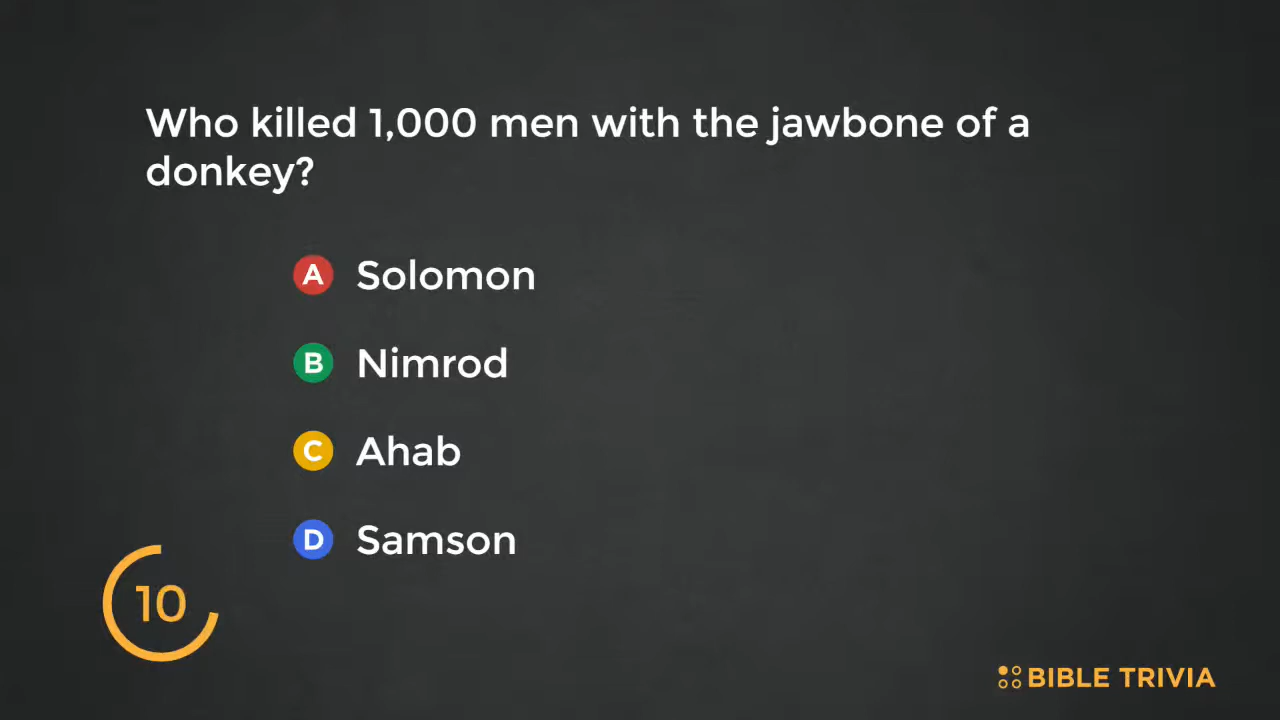 Who killed 1,000 men with the jawbone of a
donkey?
A Solomon
B Nimrod
C Ahab
D Samson
10
BIBLE TRIVIA